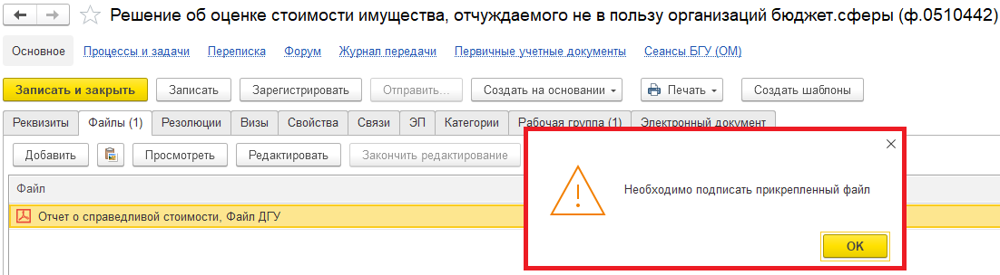 Решение об оценке стоимости имущества, отчуждаемого не в пользу организаций бюджет.сферы (ф.0510442)
Основное Процессы и задачи Переписка Форум Журнал передачи Первичные учетные документы Сеансы БГУ (ОМ)
Записать и закрыть Записать Зарегистрировать Отправить... Создать на основании Печать Создать шаблоны
Реквизиты Файлы (1) Резолюции Визы Свойства Связи ЭП Категории Рабочая группа (1) Электронный документ
Добавить Просмотреть Редактировать Закончить редактирование
Файл
Отчет о справедливой стоимости, Файл ДГУ
Необходимо подписать прикрепленный файл
OK